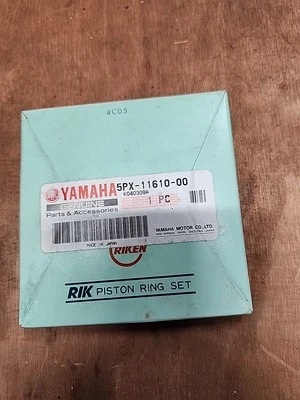 4C05
YAMAHA 5PX-11610-00
GENUINE
Parts & Accessories
1 PC
MADE IN JAPAN
YAMAHA MOTOR CO., LTD.
RIKEN
RIK PISTON RING SET